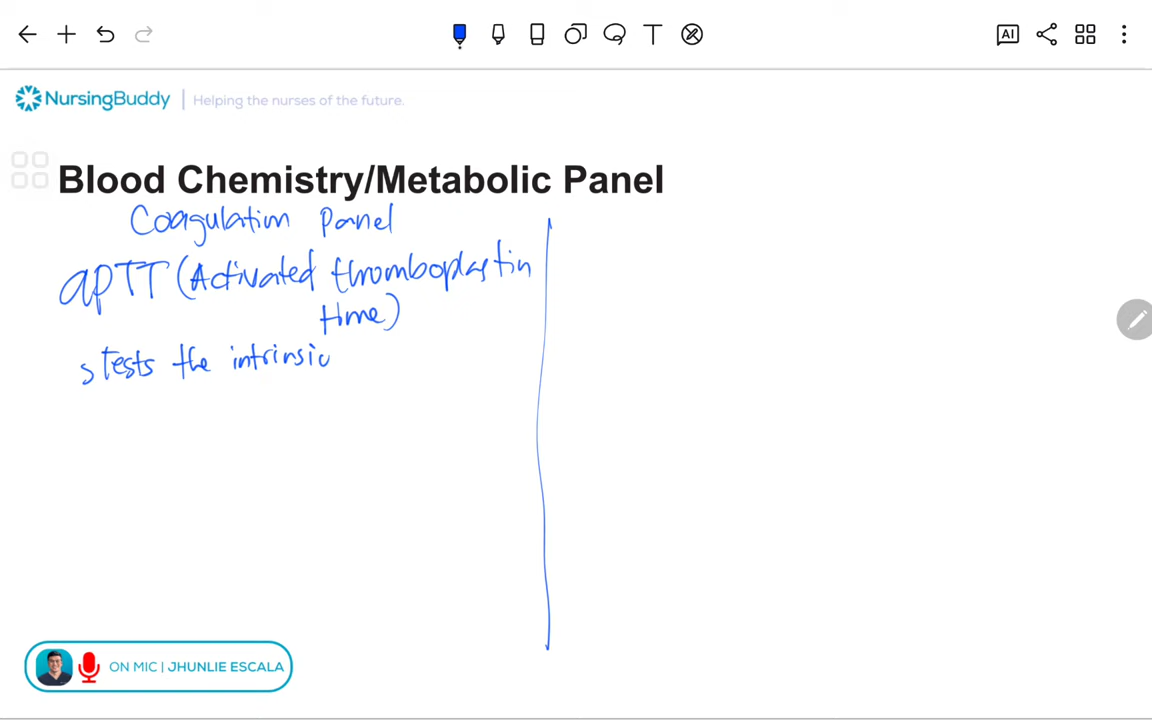 AI
NursingBuddy | Helping the nurses of the future.
Blood Chemistry/Metabolic Panel
Coagulation Panel
aPTT (Activated thromboplastin
time)
Tests the intrinsic
ON MIC | JHUNLIE ESCALA